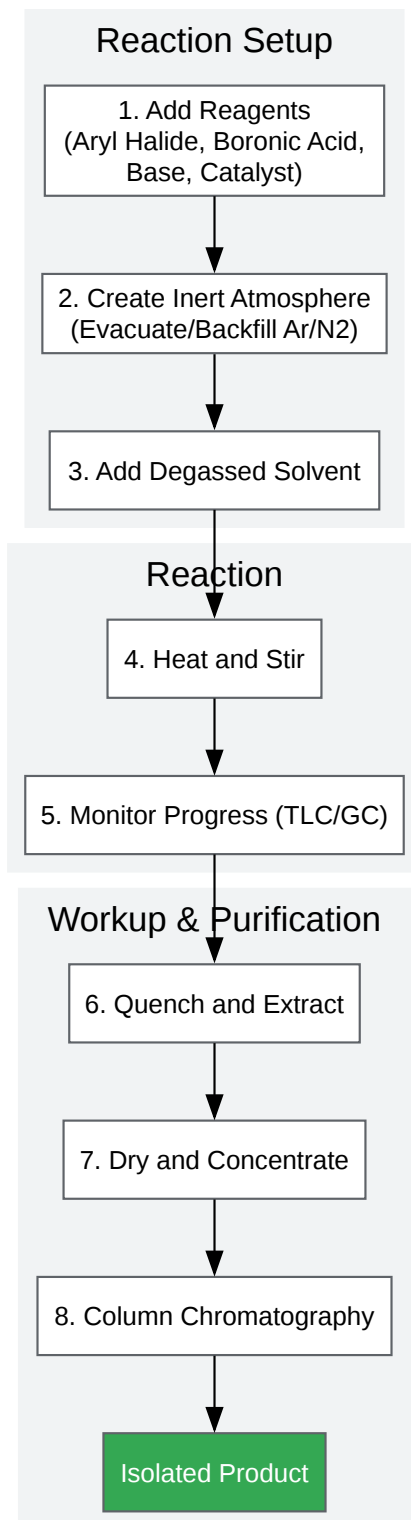 Reaction Setup
1. Add Reagents
(Aryl Halide, Boronic Acid,
Base, Catalyst)
2. Create Inert Atmosphere
(Evacuate/Backfill Ar/N2)
3. Add Degassed Solvent
Reaction
4. Heat and Stir
5. Monitor Progress (TLC/GC)
Workup & Purification
6. Quench and Extract
7. Dry and Concentrate
8. Column Chromatography
Isolated Product